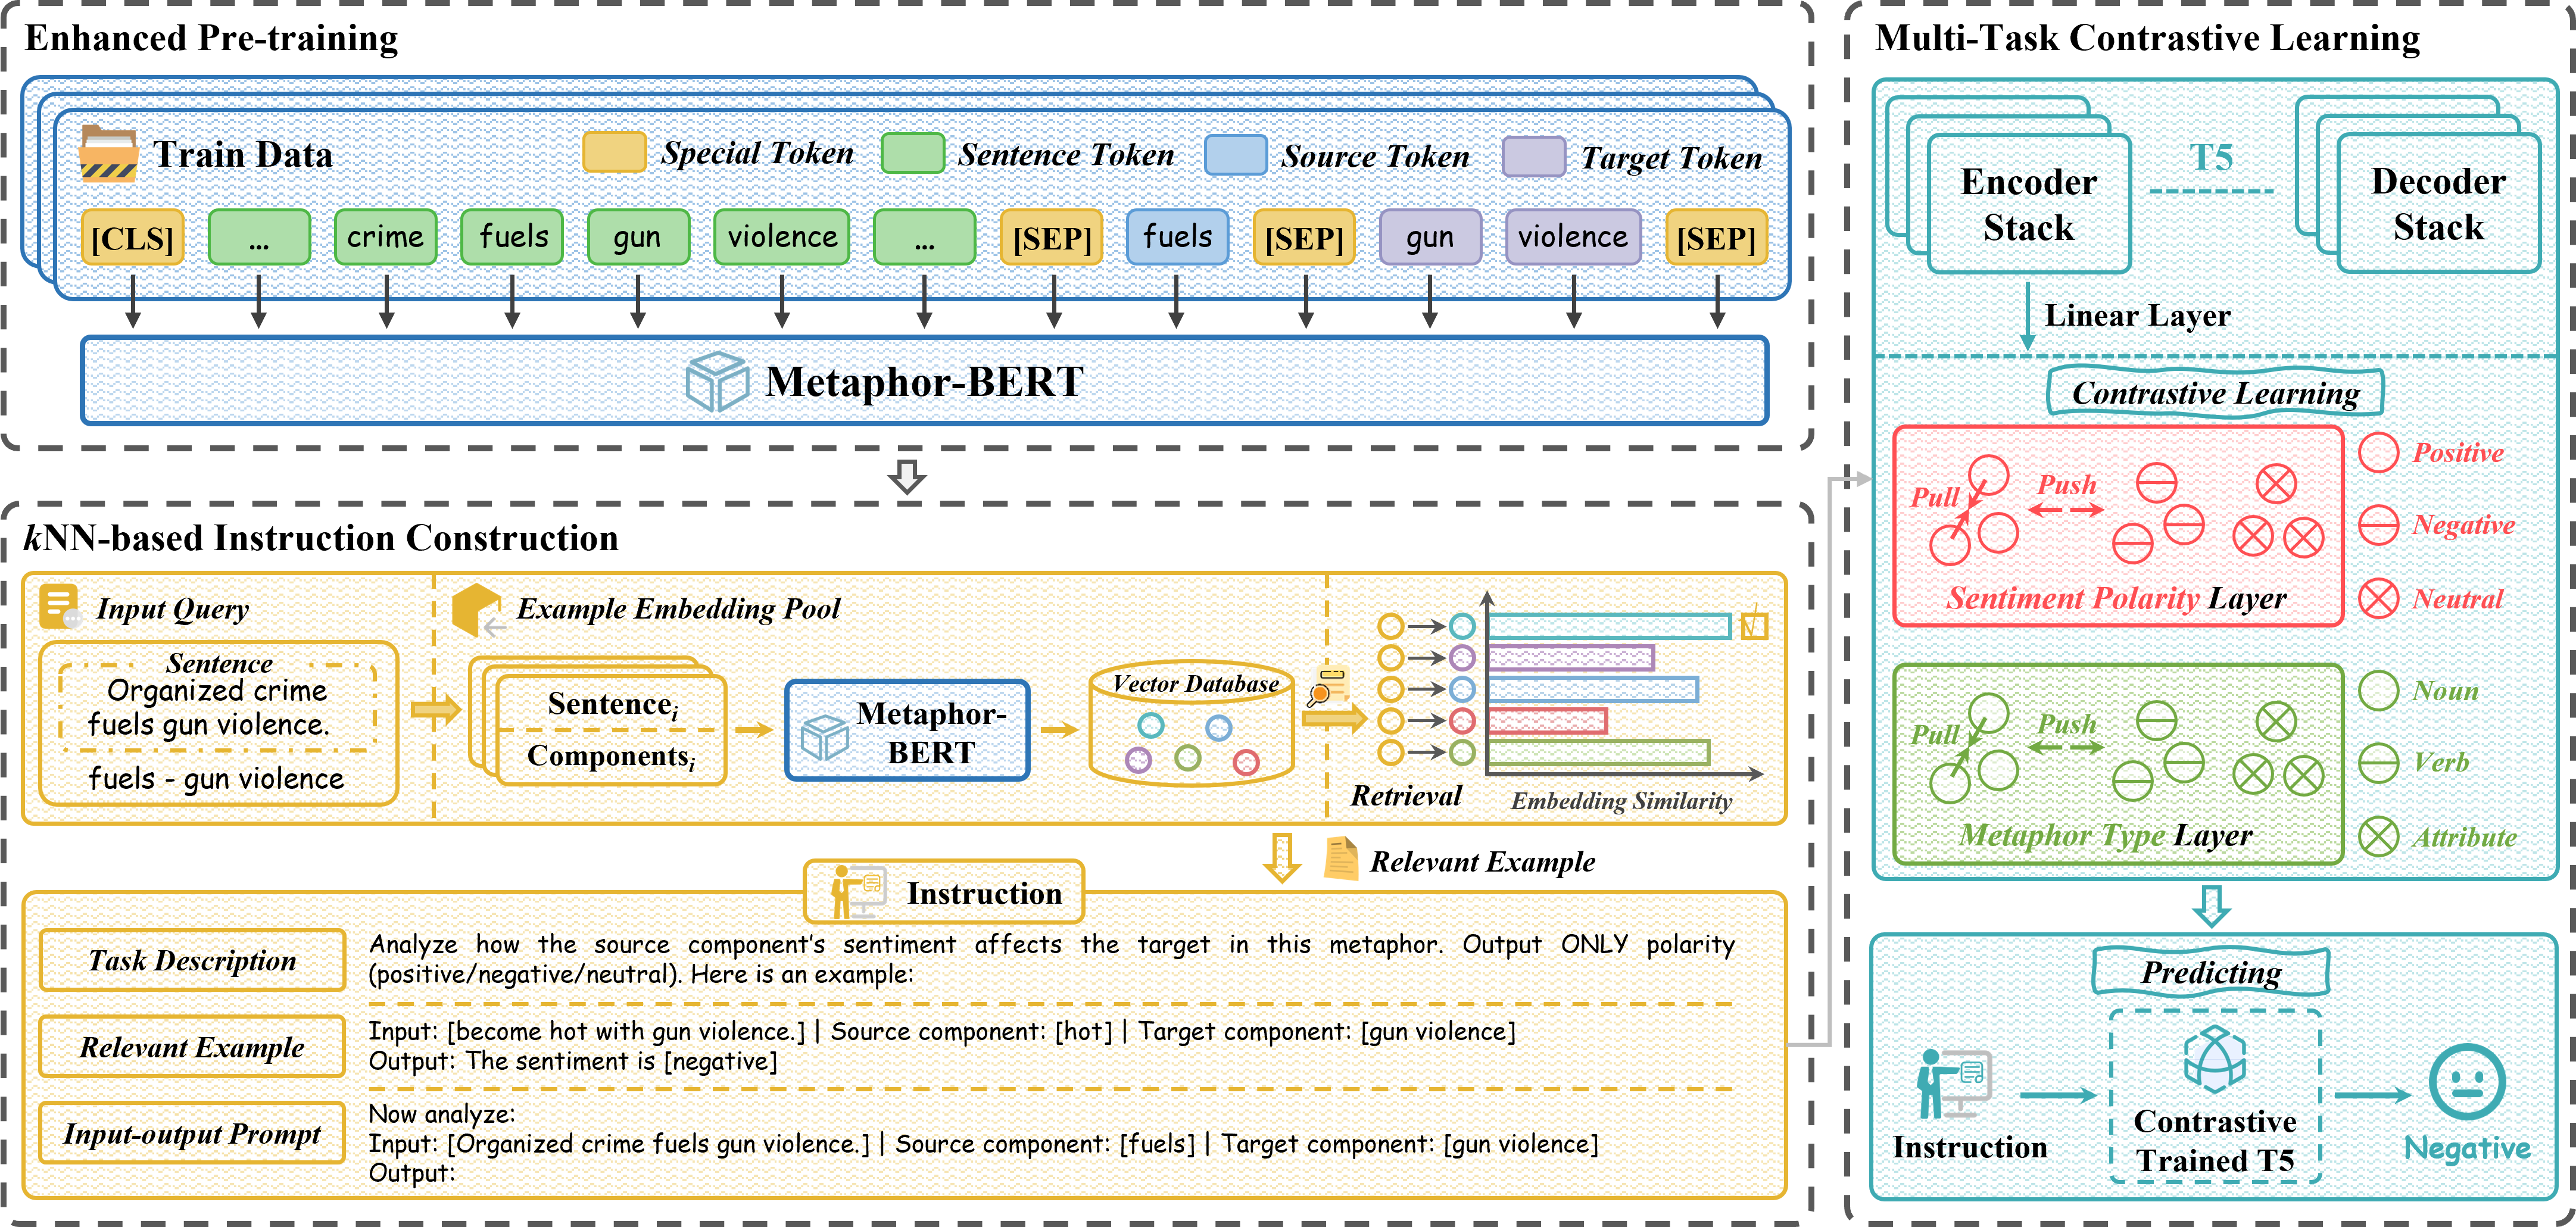 Enhanced Pre-training
Train Data
Special Token
Sentence Token
Source Token
Target Token
[CLS] ... crime fuels gun violence ... [SEP] fuels [SEP] gun violence [SEP]
Metaphor-BERT
kNN-based Instruction Construction
Input Query
Sentence
Organized crime
fuels gun violence.
fuels - gun violence
Example Embedding Pool
Sentencei
Componentsi
Metaphor-
BERT
Vector Database
Retrieval
Embedding Similarity
Relevant Example
Instruction
Task Description
Analyze how the source component's sentiment affects the target in this metaphor. Output ONLY polarity
(positive/negative/neutral). Here is an example:
Relevant Example
Input: [become hot with gun violence.] | Source component: [hot] | Target component: [gun violence]
Output: The sentiment is [negative]
Input-output Prompt
Now analyze:
Input: [Organized crime fuels gun violence.] | Source component: [fuels] | Target component: [gun violence]
Output:
Multi-Task Contrastive Learning
Encoder
Stack
T5
Decoder
Stack
Linear Layer
Contrastive Learning
Pull
Push
Sentiment Polarity Layer
Positive
Negative
Neutral
Pull
Push
Metaphor Type Layer
Noun
Verb
Attribute
Predicting
Instruction
Contrastive
Trained T5
Negative